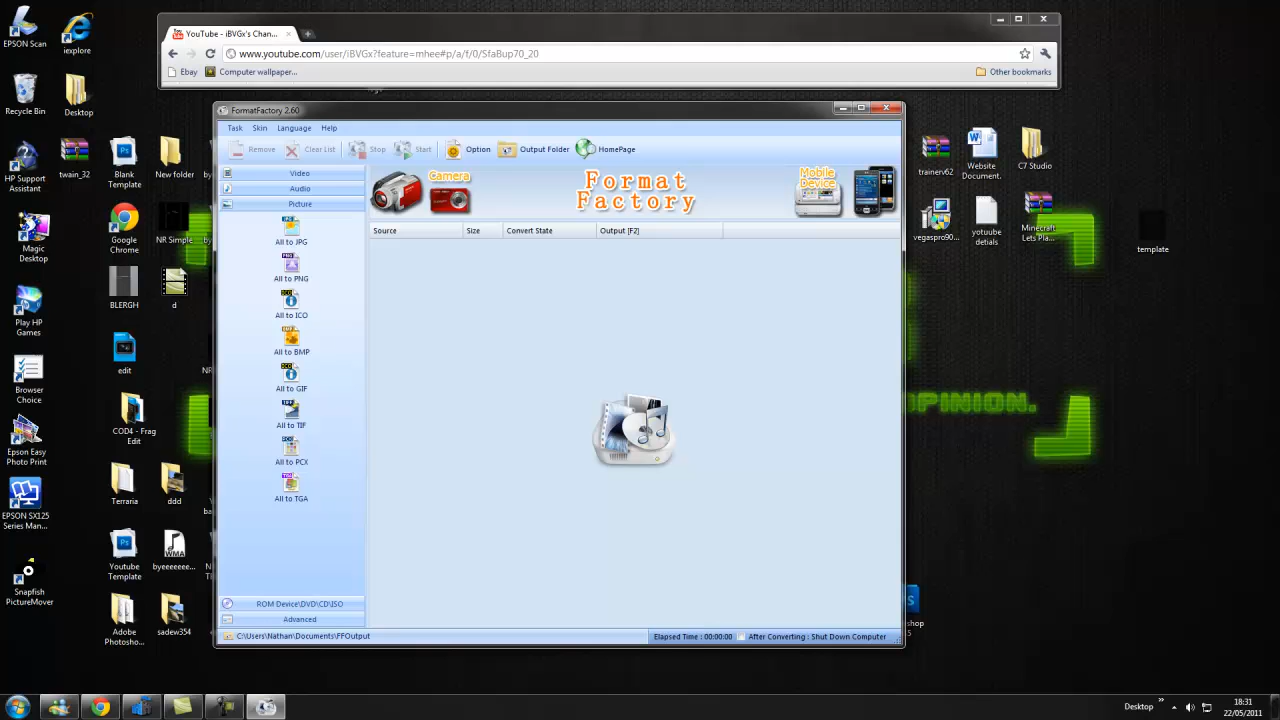 YouTube - iBVGx's Chan...
www.youtube.com/user/iBVGx?feature=mhee#p/a/f/0/SfaBup70_20
Ebay
Computer wallpaper...
Other bookmarks
FormatFactory 2.60
Task Skin Language Help
Remove Clear List Stop Start Option Output Folder HomePage
Video
Audio
Picture
All to JPG
All to PNG
All to ICO
All to BMP
All to GIF
All to TIF
All to PCX
All to TGA
ROM Device\DVD\CD\ISO
Advanced
Camera
Format
Factory
Mobile
Device
Source Size Convert State Output [F2]
C:\Users\Nathan\Documents\FFOutput
Elapsed Time : 00:00:00
After Converting : Shut Down Computer
EPSON Scan
iexplore
Recycle Bin
Desktop
HP Support
Assistant
twain_32
Blank
Template
New folder
Magic
Desktop
Google
Chrome
NR Simple
Play HP
Games
BLERGH
d
Browser
Choice
edit
Epson Easy
Photo Print
COD4 - Frag
Edit
EPSON SX125
Series Man...
Terraria
ddd
Snapfish
PictureMover
Youtube
Template
WMA
byeeeeeee...
Adobe
Photosho...
sadew354
trainerv62
Website
Document.
C7 Studio
vegaspro90...
yotuube
detials
Minecraft
Lets Pla...
template
OPINION.
Desktop
18:31
22/05/2011